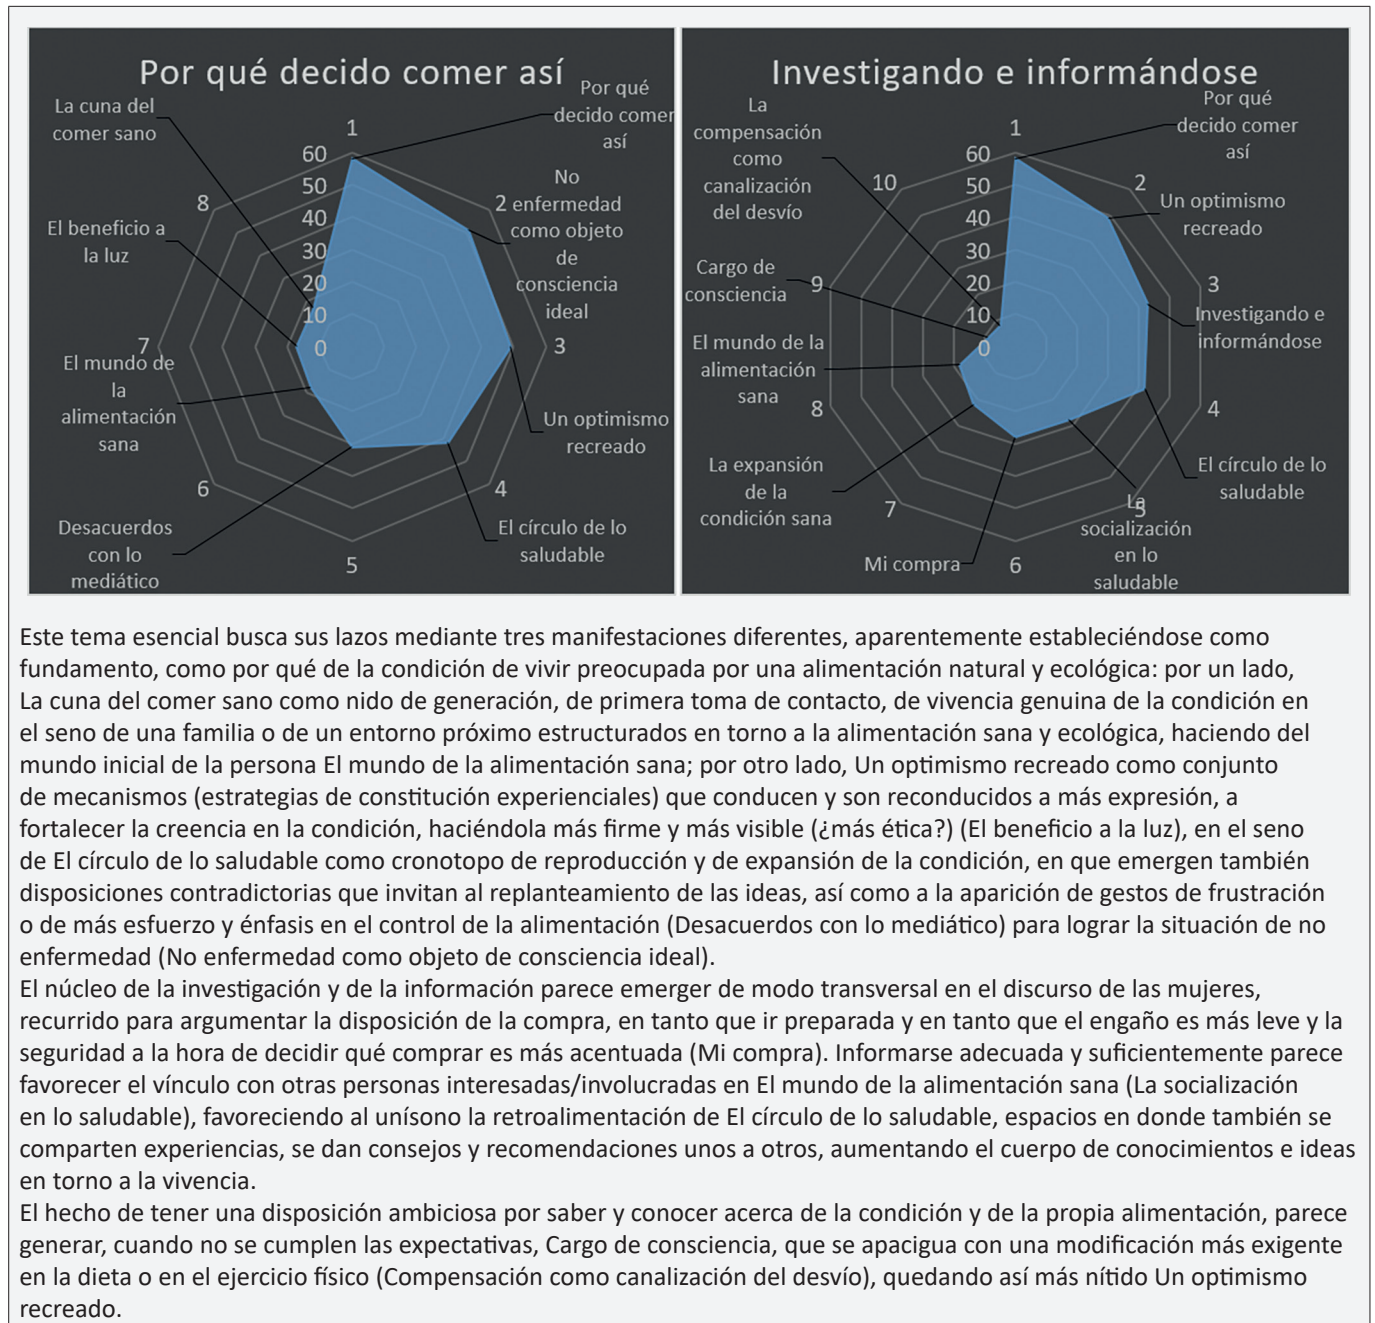 Por qué decido comer así
La cuna del
comer sano
Por qué
decido comer
así
No
enfermedad
como objeto
de
consciencia
ideal
Un optimismo
recreado
El círculo de lo
saludable
Desacuerdos
con lo
mediático
El mundo de
la
alimentación
sana
El beneficio a
la luz
1
2
3
4
5
6
7
8
60
50
40
30
20
10
0
Investigando e informándose
La
compensación
como
canalización
del desvío
Por qué
decido comer
así
Un optimismo
recreado
Investigando e
informándose
El círculo de lo
saludable
La
socialización
en lo
saludable
Mi compra
La expansión
de la
condición sana
El mundo de la
alimentación
sana
Cargo de
consciencia
1
2
3
4
5
6
7
8
9
10
60
50
40
30
20
10
0
Este tema esencial busca sus lazos mediante tres manifestaciones diferentes, aparentemente estableciéndose como
fundamento, como por qué de la condición de vivir preocupada por una alimentación natural y ecológica: por un lado,
La cuna del comer sano como nido de generación, de primera toma de contacto, de vivencia genuina de la condición en
el seno de una familia o de un entorno próximo estructurados en torno a la alimentación sana y ecológica, haciendo del
mundo inicial de la persona El mundo de la alimentación sana; por otro lado, Un optimismo recreado como conjunto
de mecanismos (estrategias de constitución experienciales) que conducen y son reconducidos a más expresión, a
fortalecer la creencia en la condición, haciéndola más firme y más visible (¿más ética?) (El beneficio a la luz), en el seno
de El círculo de lo saludable como cronotopo de reproducción y de expansión de la condición, en que emergen también
disposiciones contradictorias que invitan al replanteamiento de las ideas, así como a la aparición de gestos de frustración
o de más esfuerzo y énfasis en el control de la alimentación (Desacuerdos con lo mediático) para lograr la situación de no
enfermedad (No enfermedad como objeto de consciencia ideal).
El núcleo de la investigación y de la información parece emerger de modo transversal en el discurso de las mujeres,
recurrido para argumentar la disposición de la compra, en tanto que ir preparada y en tanto que el engaño es más leve y la
seguridad a la hora de decidir qué comprar es más acentuada (Mi compra). Informarse adecuada y suficientemente parece
favorecer el vínculo con otras personas interesadas/involucradas en El mundo de la alimentación sana (La socialización
en lo saludable), favoreciendo al unísono la retroalimentación de El círculo de lo saludable, espacios en donde también se
comparten experiencias, se dan consejos y recomendaciones unos a otros, aumentando el cuerpo de conocimientos e ideas
en torno a la vivencia.
El hecho de tener una disposición ambiciosa por saber y conocer acerca de la condición y de la propia alimentación, parece
generar, cuando no se cumplen las expectativas, Cargo de consciencia, que se apacigua con una modificación más exigente
en la dieta o en el ejercicio físico (Compensación como canalización del desvío), quedando así más nítido Un optimismo
recreado.